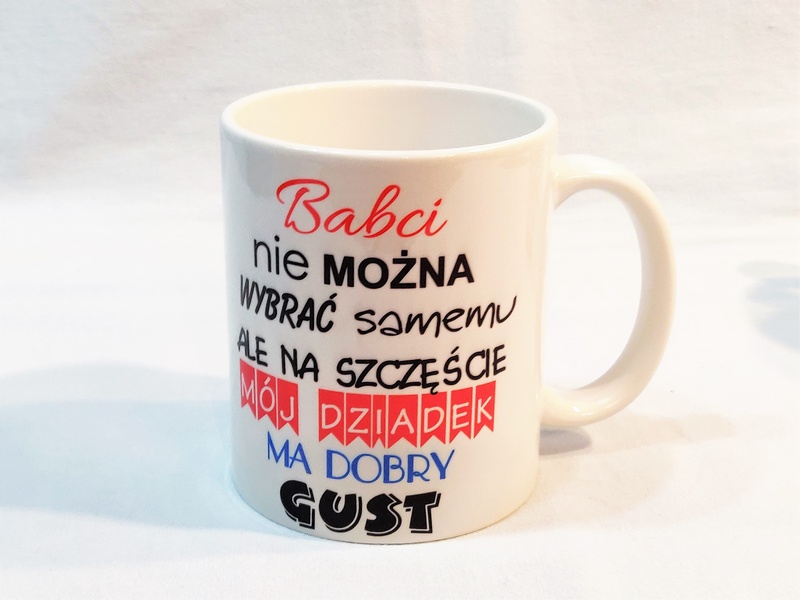 Babci
nie MOŻNA
WYBRAĆ samemu
ALE NA SZCZĘŚCIE
MÓJ DZIADEK
MA DOBRY
GUST